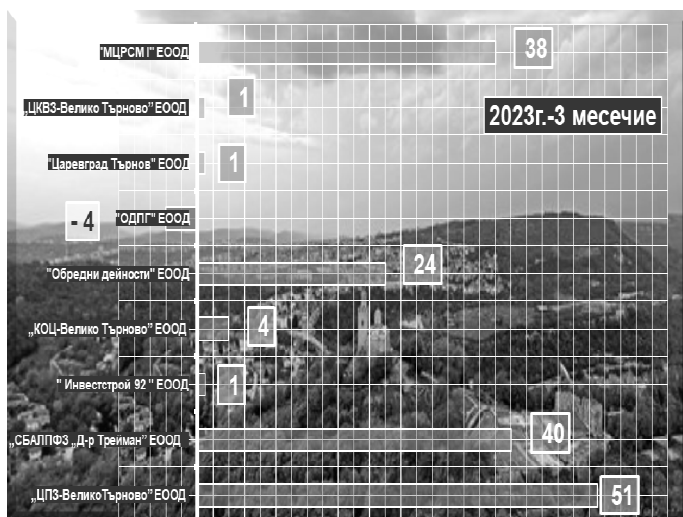 "МЦРСМ I" ЕООД
38
„ЦКВЗ-Велико Търново” ЕООД
1
2023г.-3 месечие
"Царевград Търнов" ЕООД
1
- 4
"ОДПГ" ЕООД
"Обредни дейности" ЕООД
24
„КОЦ-Велико Търново” ЕООД
4
" Инвестстрой 92 " ЕООД
1
„СБАЛПФЗ „Д-р Трейман” ЕООД
40
„ЦПЗ-ВеликоТърново” ЕООД
51